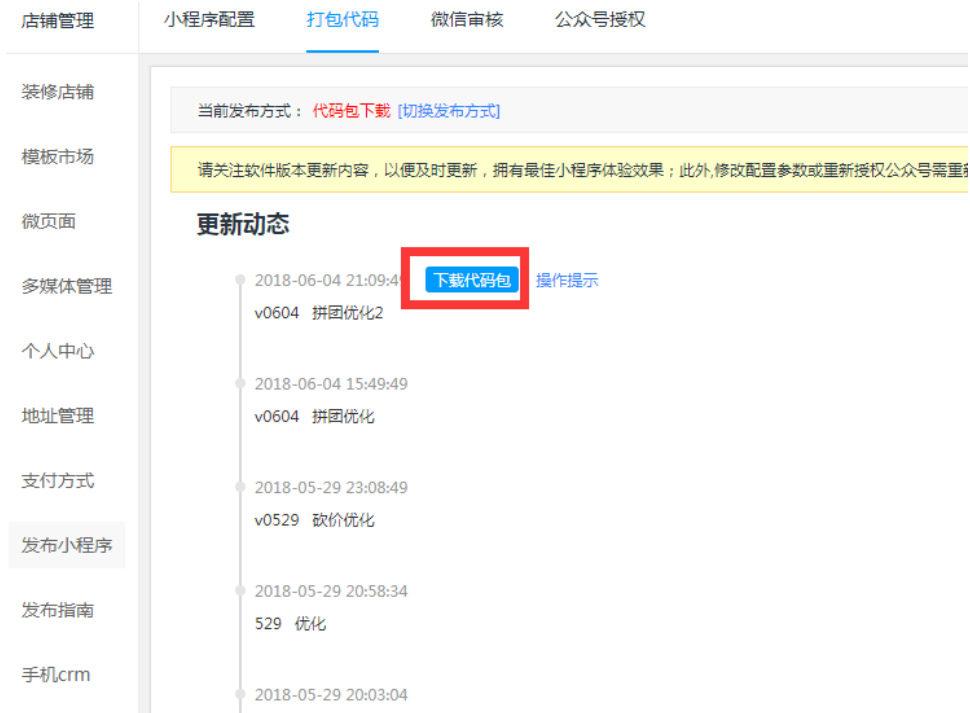 店铺管理
小程序配置 打包代码 微信审核 公众号授权
装修店铺
模板市场
微页面
多媒体管理
个人中心
地址管理
支付方式
发布小程序
发布指南
手机crm
当前发布方式： 代码包下载 [切换发布方式]
请关注软件版本更新内容，以便及时更新，拥有最佳小程序体验效果；此外,修改配置参数或重新授权公众号需重
更新动态
2018-06-04 21:09:49 下载代码包 操作提示
v0604 拼团优化2
2018-06-04 15:49:49
v0604 拼团优化
2018-05-29 23:08:49
v0529 砍价优化
2018-05-29 20:58:34
529 优化
2018-05-29 20:03:04